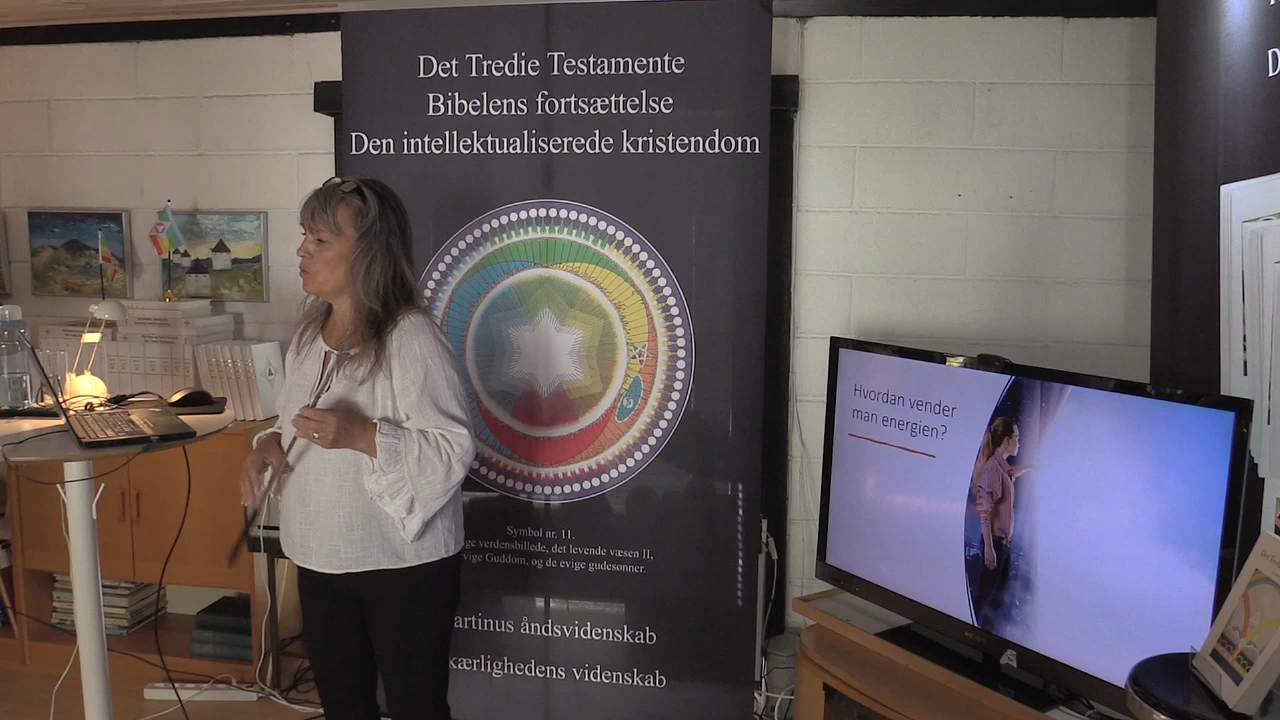 Det Tredie Testamente
Bibelens fortsættelse
Den intellektualiserede kristendom
Symbol nr. 11.
ige verdensbillede, det levende væsen II,
vige Guddom, og de evige gudesønner.
artinus åndsvidenskab
kærlighedens videnskab
Hvordan vender
man energien?
D